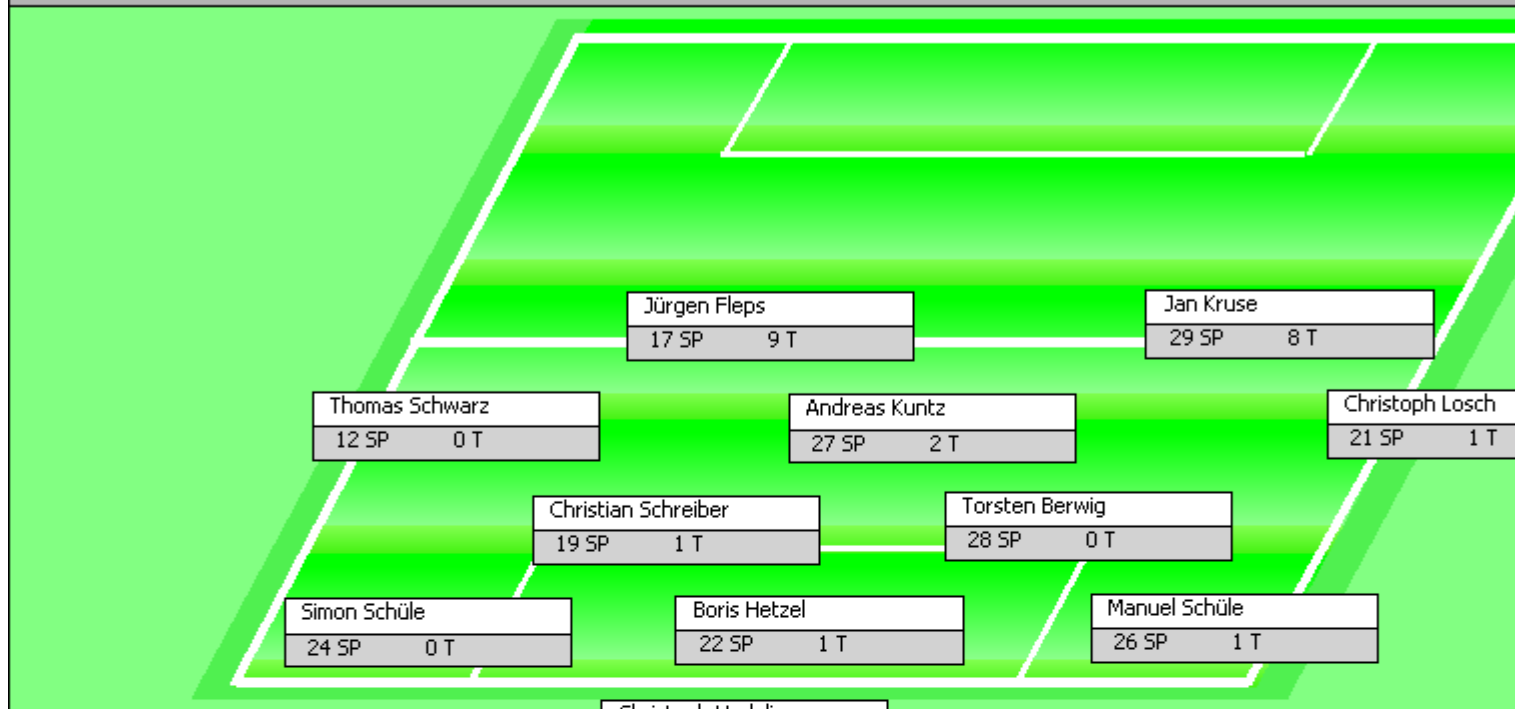 Jürgen Fleps
17 SP 9 T
Jan Kruse
29 SP 8 T
Thomas Schwarz
12 SP 0 T
Andreas Kuntz
27 SP 2 T
Christoph Losch
21 SP 1 T
Christian Schreiber
19 SP 1 T
Torsten Berwig
28 SP 0 T
Simon Schüle
24 SP 0 T
Boris Hetzel
22 SP 1 T
Manuel Schüle
26 SP 1 T